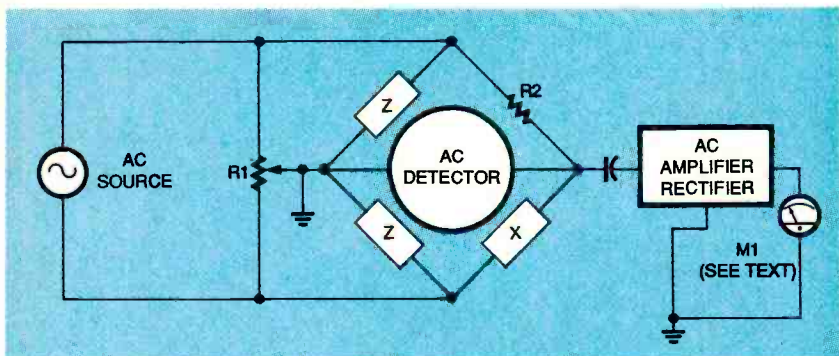 AC
SOURCE
R1
Z
Z
AC
DETECTOR
R2
X
AC
AMPLIFIER
RECTIFIER
M1
(SEE TEXT)